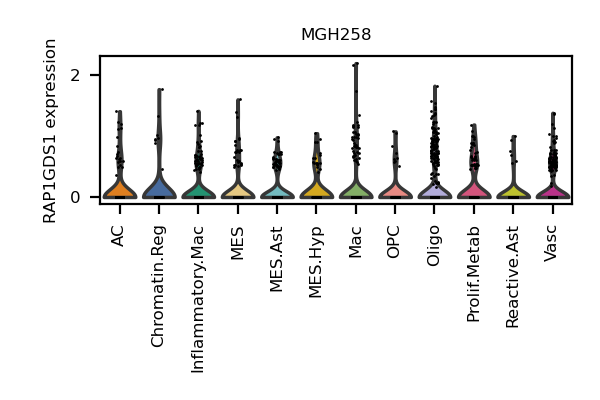 MGH258
RAP1GDS1 expression
2
0
AC
Chromatin.Reg
Inflammatory.Mac
MES
MES.Ast
MES.Hyp
Mac
OPC
Oligo
Prolif.Metab
Reactive.Ast
Vasc